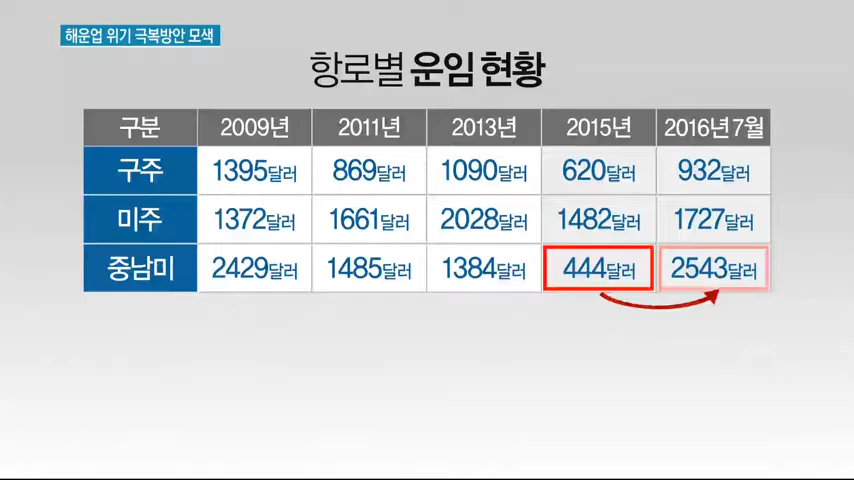 해운업 위기 극복방안 모색
항로별 운임 현황
구분 2009년 2011년 2013년 2015년 2016년 7월
구주 1395달러 869달러 1090달러 620달러 932달러
미주 1372달러 1661달러 2028달러 1482달러 1727달러
중남미 2429달러 1485달러 1384달러 444달러 2543달러